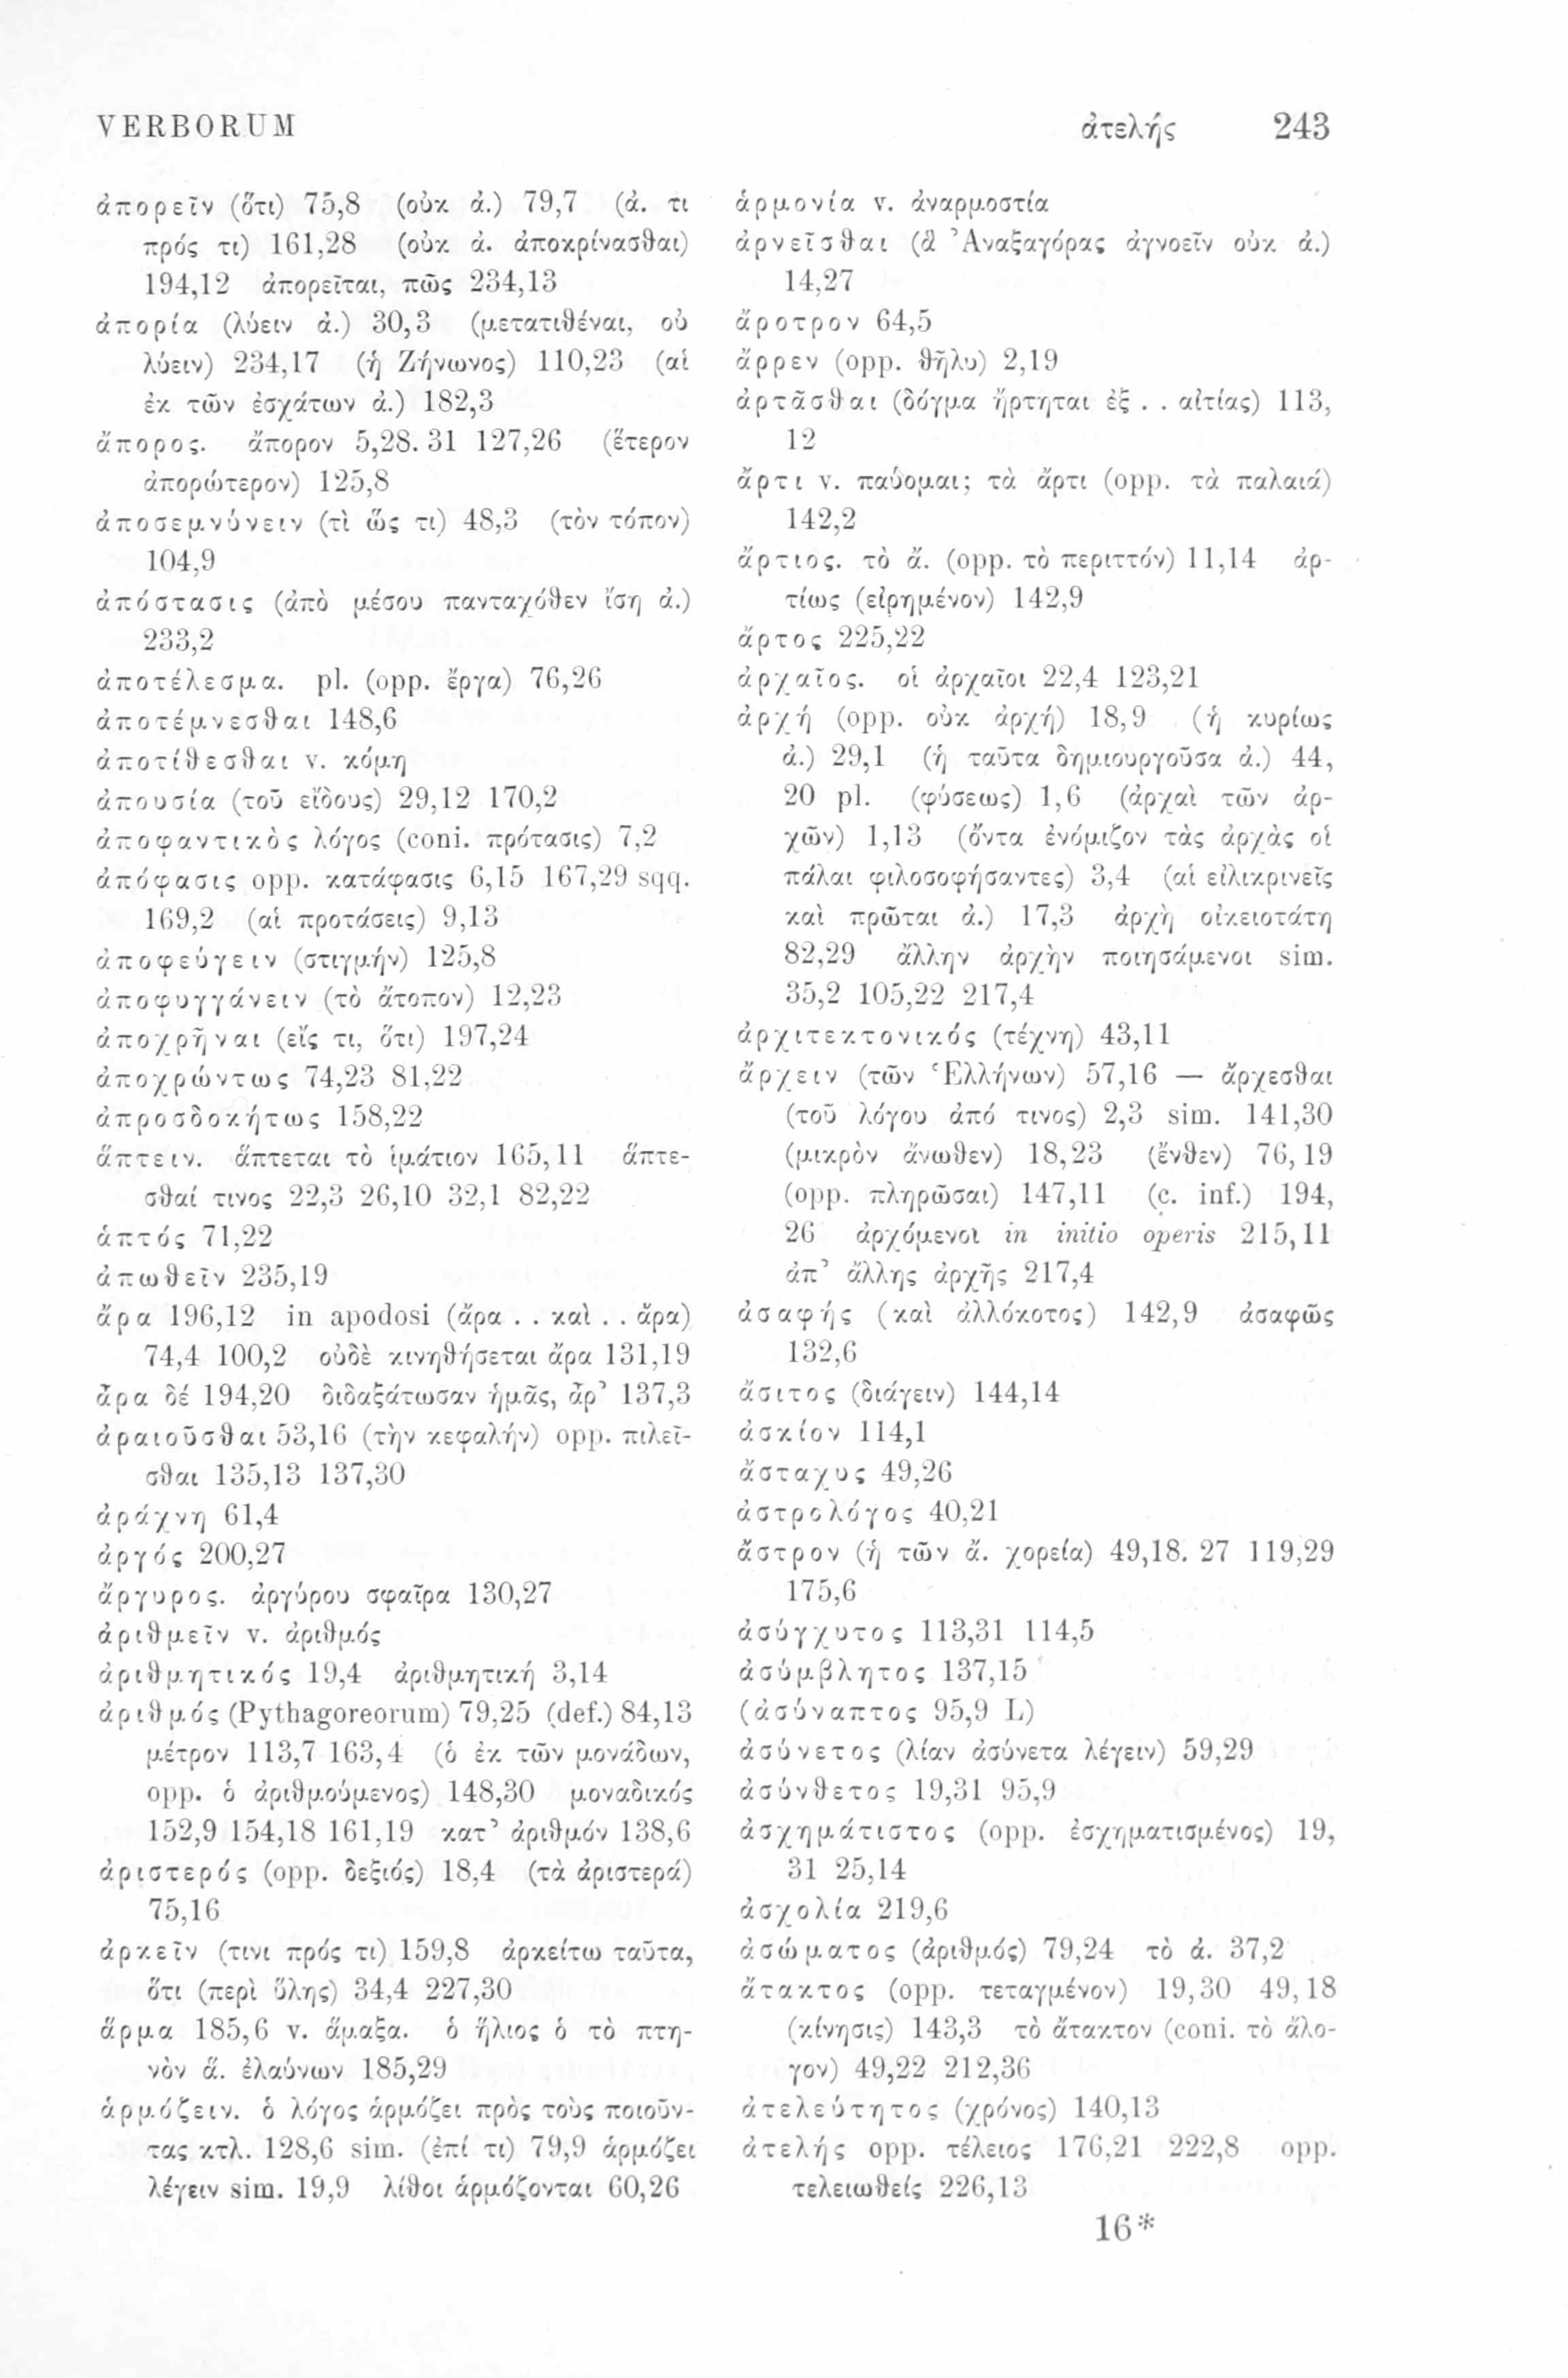 VERBORUM ἀτελής 243
ἀπορεῖν (ὅτι) 75,8 (οὐκ ἀ.) 79,7 (ἀ. τι
πρός τι) 161,28 (οὐκ ἀ. ἀποκρίνασθαι)
194,12 ἀπορεῖται, πῶς 234,13
ἀπορία (λύειν ἀ.) 30,3 (μετατιθέναι, οὐ
λύειν) 234,17 (ἡ Ζήνωνος) 110,23 (αἱ
ἐκ τῶν ἐσχάτων ἀ.) 182,3
ἄπορος. ἄπορον 5,28. 31 127,26 (ἕτερον
ἀπορώτερον) 125,8
ἀποσεμνύνειν (τὶ ὥς τι) 48,3 (τὸν τόπον)
104,9
ἀπόστασις (ἀπὸ μέσου πανταχόθεν ἴση ἀ.)
233,2
ἀποτέλεσμα. pl. (opp. ἔργα) 76,26
ἀποτέμνεσθαι 148,6
ἀποτίθεσθαι v. κόμη
ἀπουσία (τοῦ εἴδους) 29,12 170,2
ἀποφαντικὸς λόγος (coni. πρότασις) 7,2
ἀπόφασις opp. κατάφασις 6,15 167,29 sqq.
169,2 (αἱ προτάσεις) 9,13
ἀποφεύγειν (στιγμήν) 125,8
ἀποφυγγάνειν (τὸ ἄτοπον) 12,23
ἀποχρῆναι (εἴς τι, ὅτι) 197,24
ἀποχρώντως 74,23 81,22
ἀπροσδοκήτως 158,22
ἅπτειν. ἅπτεται τὸ ἱμάτιον 165,11 ἅπτε-
σθαί τινος 22,3 26,10 32,1 82,22
ἁπτός 71,22
ἀπωθεῖν 235,19
ἄρα 196,12 in apodosi (ἄρα . . καὶ . . ἄρα)
74,4 100,2 οὐδὲ κινηθήσεται ἄρα 131,19
ἆρα δέ 194,20 διδαξάτωσαν ἡμᾶς, ἆρ᾽ 137,3
ἀραιοῦσθαι 53,16 (τὴν κεφαλήν) opp. πιλεῖ-
σθαι 135,13 137,30
ἀράχνη 61,4
ἀργός 200,27
ἄργυρος. ἀργύρου σφαῖρα 130,27
ἀριθμεῖν v. ἀριθμός
ἀριθμητικός 19,4 ἀριθμητική 3,14
ἀριθμός (Pythagoreorum) 79,25 (def.) 84,13
μέτρον 113,7 163,4 (ὁ ἐκ τῶν μονάδων,
opp. ὁ ἀριθμούμενος) 148,30 μοναδικός
152,9 154,18 161,19 κατ᾽ ἀριθμόν 138,6
ἀριστερός (opp. δεξιός) 18,4 (τὰ ἀριστερά)
75,16
ἀρκεῖν (τινι πρός τι) 159,8 ἀρκείτω ταῦτα,
ὅτι (περὶ ὕλης) 34,4 227,30
ἅρμα 185,6 v. ἅμαξα. ὁ ἥλιος ὁ τὸ πτη-
νὸν ἅ. ἐλαύνων 185,29
ἁρμόζειν. ὁ λόγος ἁρμόζει πρὸς τοὺς ποιοῦν-
τας κτλ. 128,6 sim. (ἐπί τι) 79,9 ἁρμόζει
λέγειν sim. 19,9 λίθοι ἁρμόζονται 60,26
ἁρμονία v. ἀναρμοστία
ἀρνεῖσθαι (ἃ Ἀναξαγόρας ἀγνοεῖν οὐκ ἀ.)
14,27
ἄροτρον 64,5
ἄρρεν (opp. θῆλυ) 2,19
ἀρτᾶσθαι (δόγμα ἤρτηται ἐξ . . αἰτίας) 113,
12
ἄρτι v. παύομαι; τὰ ἄρτι (opp. τὰ παλαιά)
142,2
ἄρτιος. τὸ ἄ. (opp. τὸ περιττόν) 11,14 ἀρ-
τίως (εἰρημένον) 142,9
ἄρτος 225,22
ἀρχαῖος. οἱ ἀρχαῖοι 22,4 123,21
ἀρχή (opp. οὐκ ἀρχή) 18,9 (ἡ κυρίως
ἀ.) 29,1 (ἡ ταῦτα δημιουργοῦσα ἀ.) 44,
20 pl. (φύσεως) 1,6 (ἀρχαὶ τῶν ἀρ-
χῶν) 1,13 (ὄντα ἐνόμιζον τὰς ἀρχὰς οἱ
πάλαι φιλοσοφήσαντες) 3,4 (αἱ εἰλικρινεῖς
καὶ πρῶται ἀ.) 17,3 ἀρχὴ οἰκειοτάτη
82,29 ἄλλην ἀρχὴν ποιησάμενοι sim.
35,2 105,22 217,4
ἀρχιτεκτονικός (τέχνη) 43,11
ἄρχειν (τῶν Ἑλλήνων) 57,16 — ἄρχεσθαι
(τοῦ λόγου ἀπό τινος) 2,3 sim. 141,30
(μικρὸν ἄνωθεν) 18,23 (ἔνθεν) 76,19
(opp. πληρῶσαι) 147,11 (c. inf.) 194,
26 ἀρχόμενοι in initio operis 215,11
ἀπ᾽ ἄλλης ἀρχῆς 217,4
ἀσαφής (καὶ ἀλλόκοτος) 142,9 ἀσαφῶς
132,6
ἄσιτος (διάγειν) 144,14
ἀσκίον 114,1
ἄσταχυς 49,26
ἀστρολόγος 40,21
ἄστρον (ἡ τῶν ἄ. χορεία) 49,18. 27 119,29
175,6
ἀσύγχυτος 113,31 114,5
ἀσύμβλητος 137,15
(ἀσύναπτος 95,9 L)
ἀσύνετος (λίαν ἀσύνετα λέγειν) 59,29
ἀσύνθετος 19,31 95,9
ἀσχημάτιστος (opp. ἐσχηματισμένος) 19,
31 25,14
ἀσχολία 219,6
ἀσώματος (ἀριθμός) 79,24 τὸ ἀ. 37,2
ἄτακτος (opp. τεταγμένον) 19,30 49,18
(κίνησις) 143,3 τὸ ἄτακτον (coni. τὸ ἄλο-
γον) 49,22 212,36
ἀτελεύτητος (χρόνος) 140,13
ἀτελής opp. τέλειος 176,21 222,8 opp.
τελειωθείς 226,13
16*